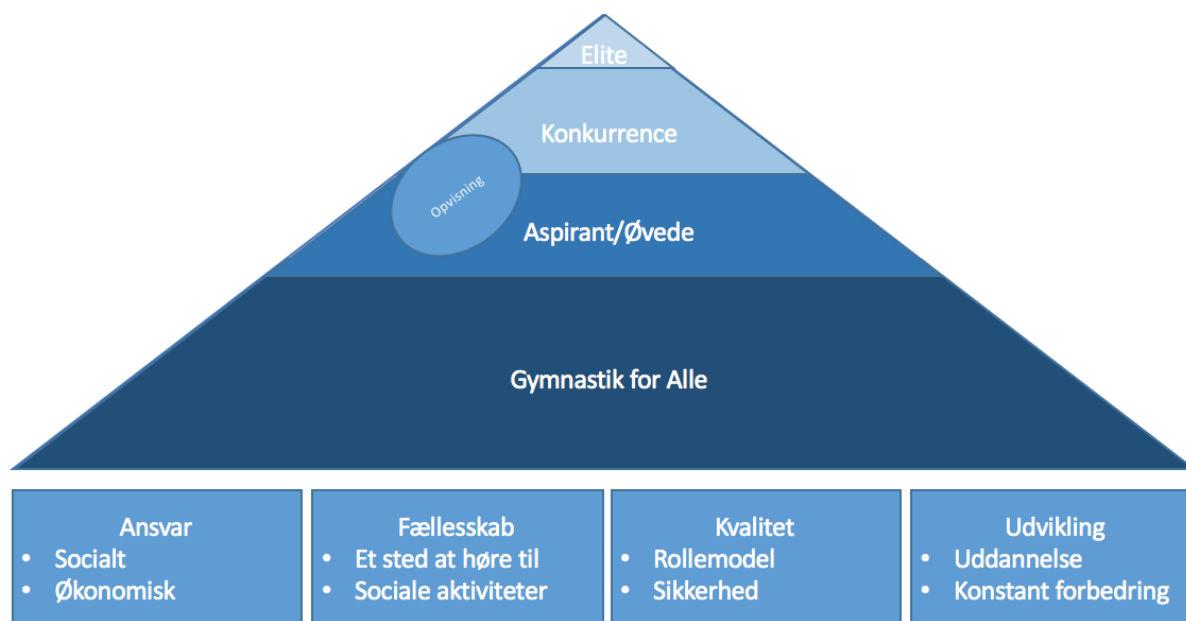 Elite
Konkurrence
Opvisning
Aspirant/Øvede
Gymnastik for Alle
Ansvar
• Socialt
• Økonomisk
Fællesskab
• Et sted at høre til
• Sociale aktiviteter
Kvalitet
• Rollemodel
• Sikkerhed
Udvikling
• Uddannelse
• Konstant forbedring